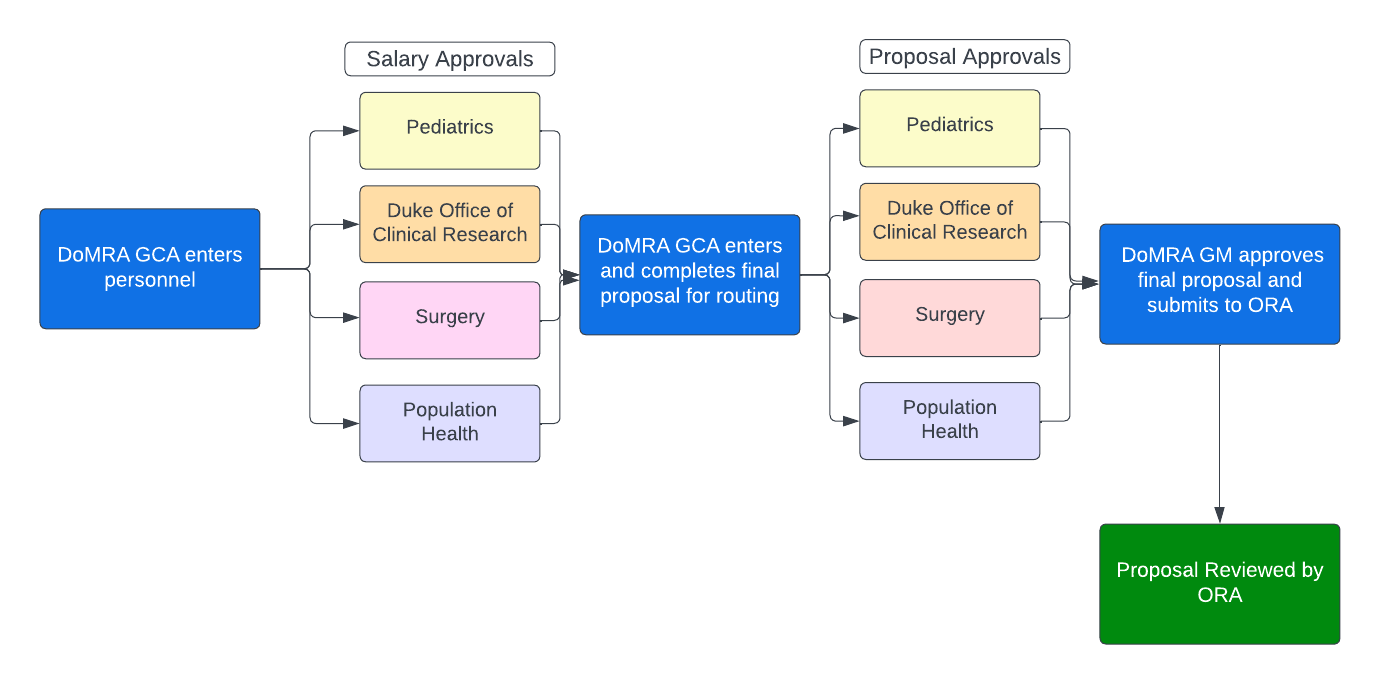 Salary Approvals
Proposal Approvals
DoMRA GCA enters
personnel
Pediatrics
Duke Office of
Clinical Research
Surgery
Population
Health
DoMRA GCA enters
and completes final
proposal for routing
Pediatrics
Duke Office of
Clinical Research
Surgery
Population
Health
DoMRA GM approves
final proposal and
submits to ORA
Proposal Reviewed by
ORA